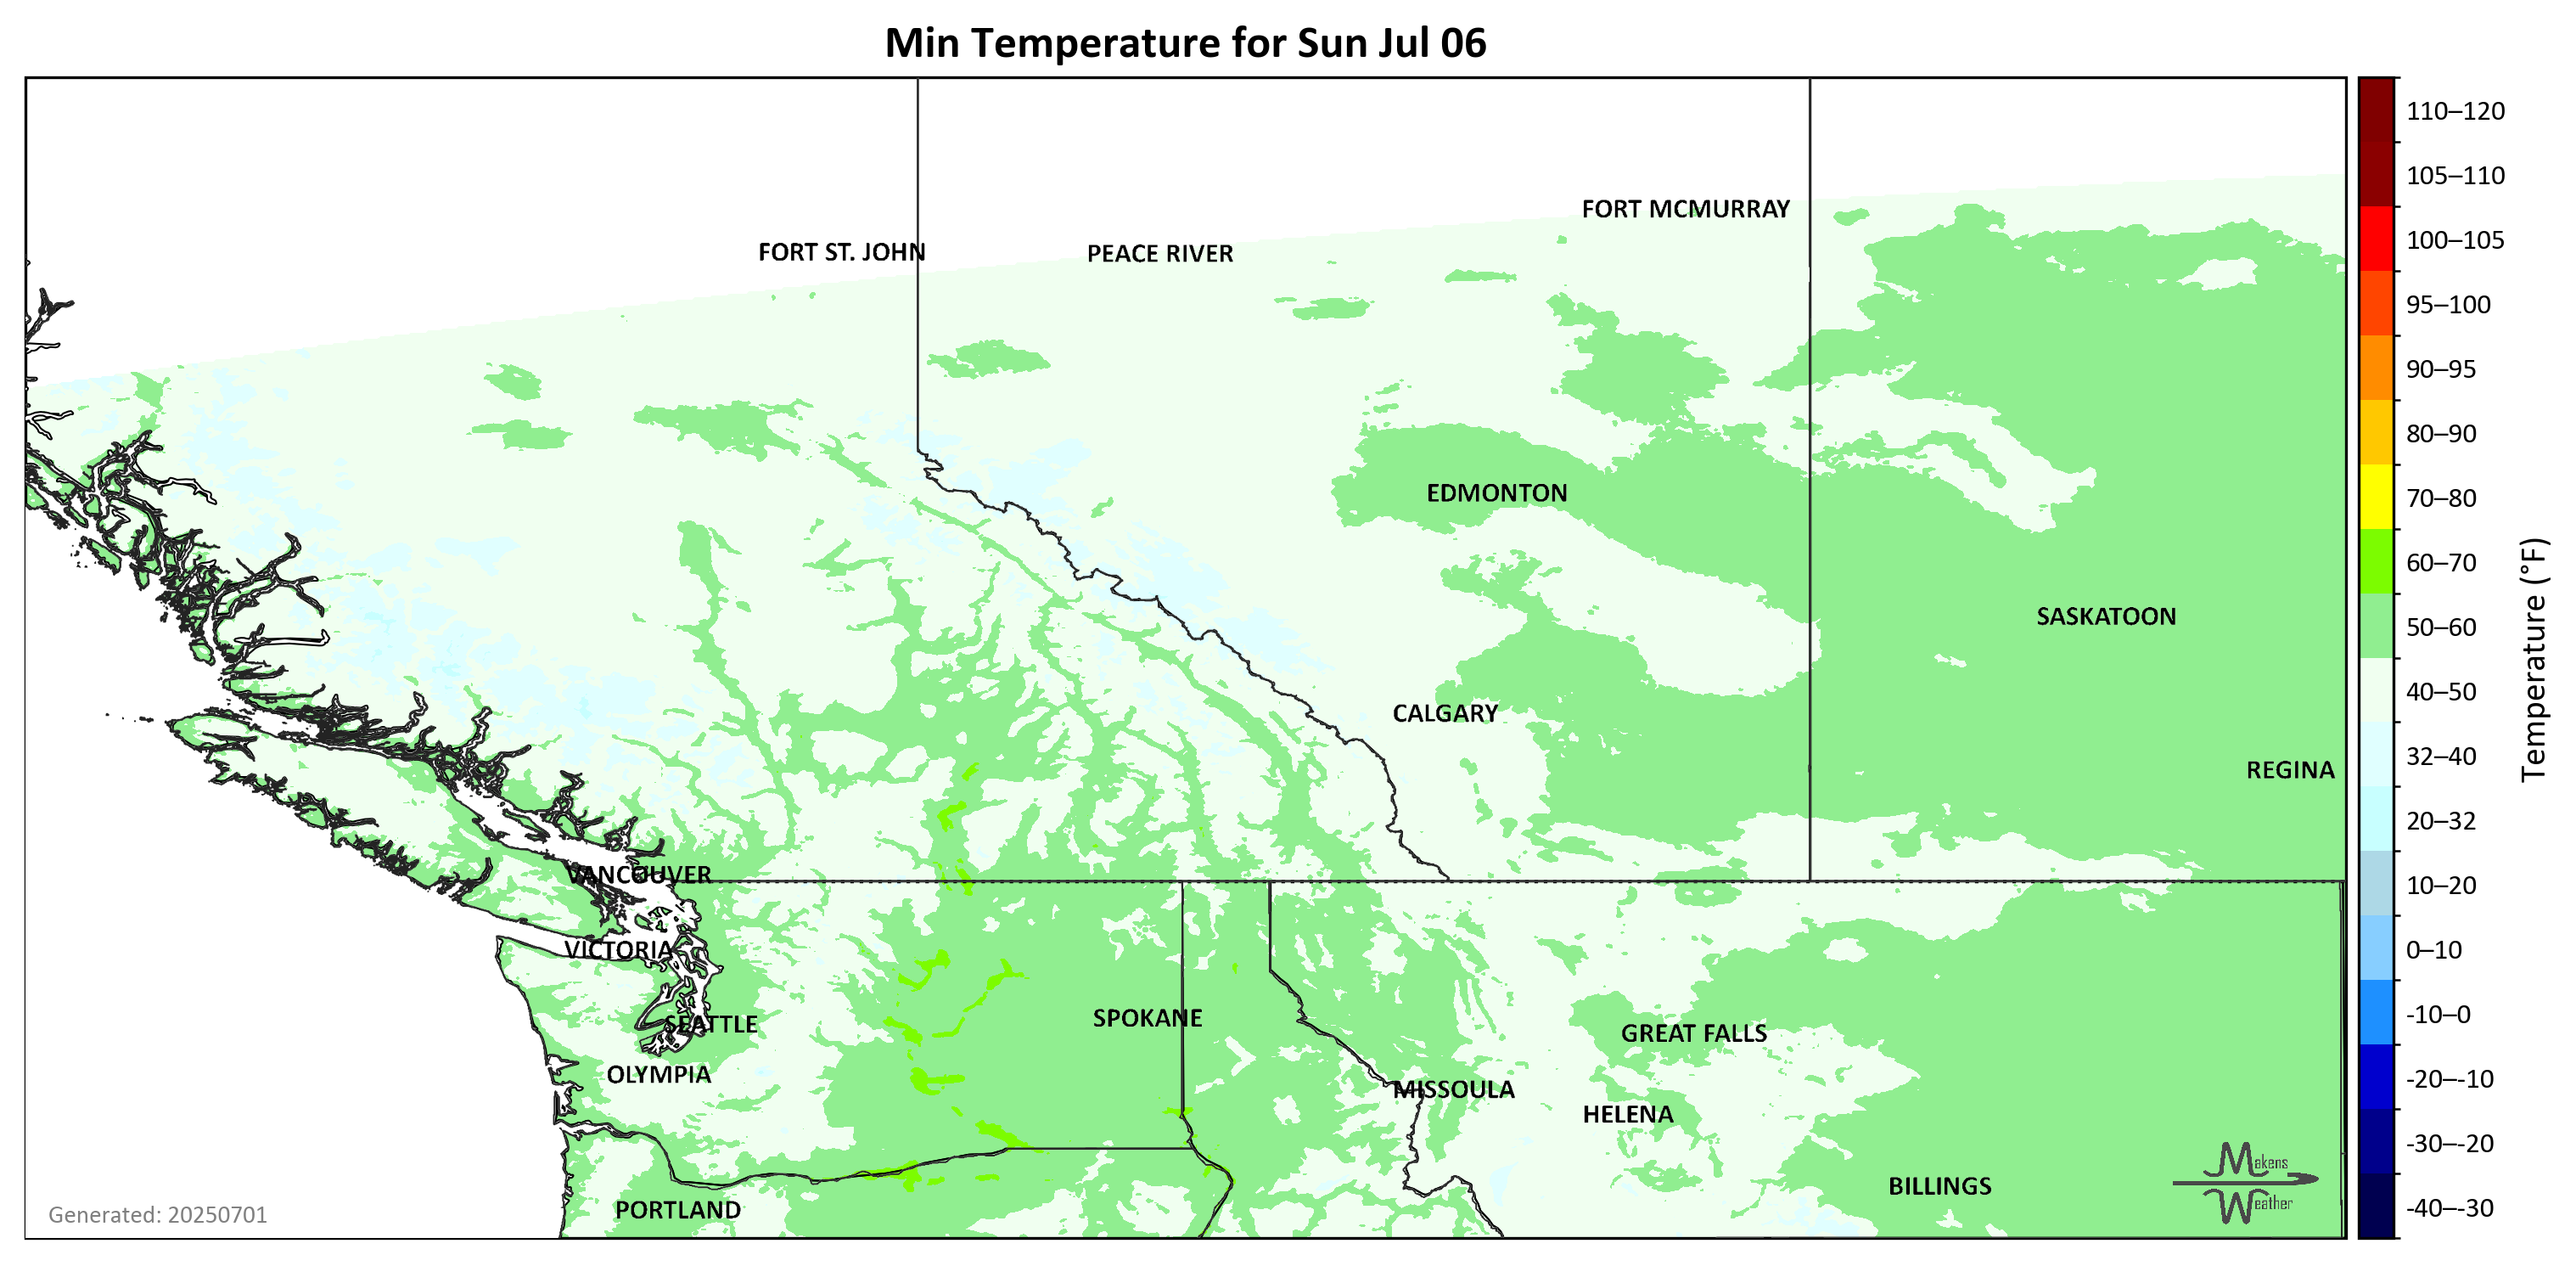 Min Temperature for Sun Jul 06
110–120
105–110
100–105
95–100
90–95
80–90
70–80
60–70
50–60
40–50
32–40
20–32
10–20
0–10
-10–0
-20–-10
-30–-20
-40–-30
Temperature (°F)
FORT MCMURRAY
FORT ST. JOHN
PEACE RIVER
EDMONTON
SASKATOON
CALGARY
REGINA
VANCOUVER
VICTORIA
SPOKANE
SEATTLE
GREAT FALLS
OLYMPIA
MISSOULA
HELENA
BILLINGS
PORTLAND
Makens
Weather
Generated: 20250701